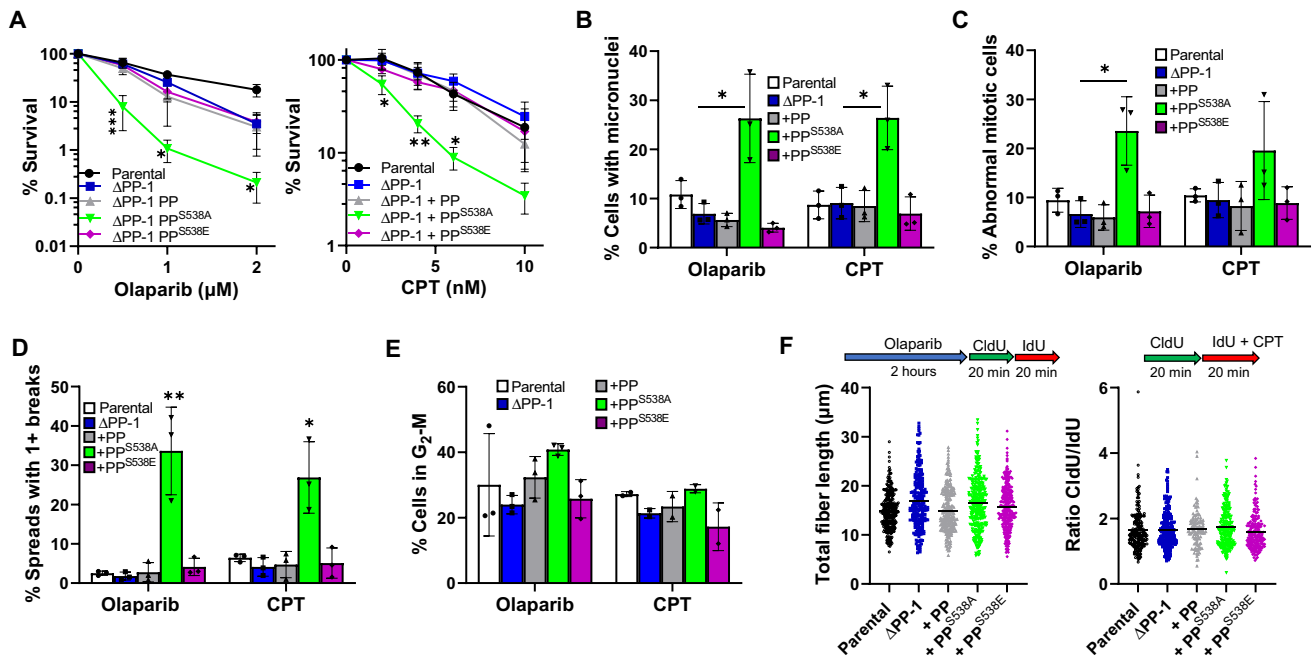 A
% Survival
100
10
1
0.1
0.01
***
*
*
Parental
ΔPP-1
ΔPP-1 PP
ΔPP-1 PPS538A
ΔPP-1 PPS538E
0
1
2
Olaparib (μM)
% Survival
100
10
1
*
**
*
Parental
ΔPP-1
ΔPP-1 + PP
ΔPP-1 + PPS538A
ΔPP-1 + PPS538E
0
5
10
CPT (nM)
B
% Cells with micronuclei
40
30
20
10
0
*
*
Parental
ΔPP-1
+PP
+PPS538A
+PPS538E
Olaparib
CPT
C
% Abnormal mitotic cells
40
30
20
10
0
*
Parental
ΔPP-1
+PP
+PPS538A
+PPS538E
Olaparib
CPT
D
% Spreads with 1+ breaks
50
40
30
20
10
0
Parental
ΔPP-1
+PP
+PPS538A
+PPS538E
**
*
Olaparib
CPT
E
% Cells in G2-M
60
40
20
0
Parental
ΔPP-1
+PP
+PPS538A
+PPS538E
Olaparib
CPT
F
Olaparib CldU IdU
2 hours 20 min 20 min
Total fiber length (μm)
40
30
20
10
0
Parental
ΔPP-1
+ PP
+ PPS538A
+ PPS538E
CldU IdU + CPT
20 min 20 min
Ratio CldU/IdU
6
4
2
0
Parental
ΔPP-1
+ PP
+ PPS538A
+ PPS538E